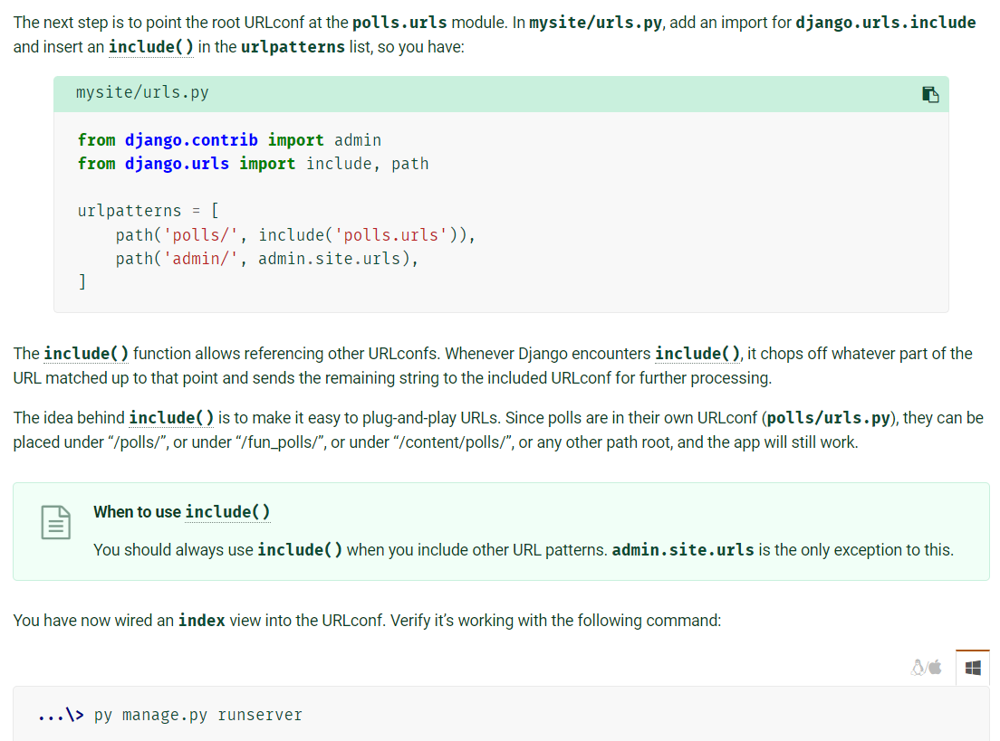 The next step is to point the root URLconf at the polls.urls module. In mysite/urls.py, add an import for django.urls.include
and insert an include() in the urlpatterns list, so you have:
mysite/urls.py
from django.contrib import admin
from django.urls import include, path
urlpatterns = [
    path('polls/', include('polls.urls')),
    path('admin/', admin.site.urls),
]
The include() function allows referencing other URLconfs. Whenever Django encounters include(), it chops off whatever part of the
URL matched up to that point and sends the remaining string to the included URLconf for further processing.
The idea behind include() is to make it easy to plug-and-play URLs. Since polls are in their own URLconf (polls/urls.py), they can be
placed under “/polls/”, or under “/fun_polls/”, or under “/content/polls/”, or any other path root, and the app will still work.
When to use include()
You should always use include() when you include other URL patterns. admin.site.urls is the only exception to this.
You have now wired an index view into the URLconf. Verify it’s working with the following command:
/
...\> py manage.py runserver